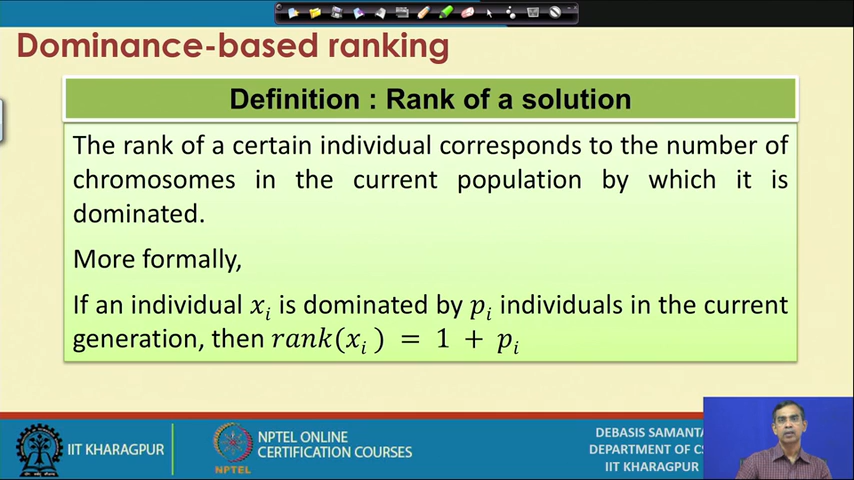 Dominance-based ranking
Definition : Rank of a solution
The rank of a certain individual corresponds to the number of
chromosomes in the current population by which it is
dominated.
More formally,
If an individual xᵢ is dominated by pᵢ individuals in the current
generation, then rank(xᵢ ) = 1 + pᵢ
IIT KHARAGPUR
NPTEL
NPTEL ONLINE
CERTIFICATION COURSES
DEBASIS SAMANTA
DEPARTMENT OF CS
IIT KHARAGPUR